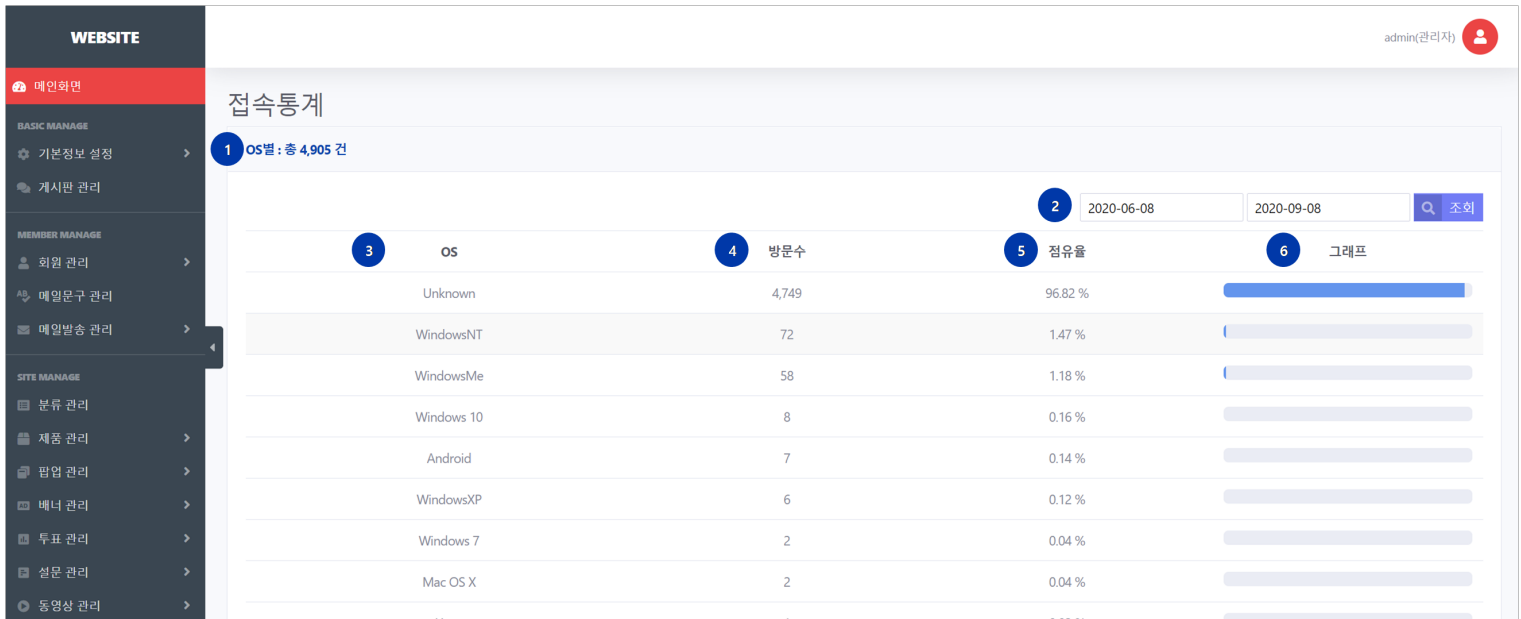 WEBSITE
admin(관리자)
메인화면
BASIC MANAGE
기본정보 설정
게시판 관리
MEMBER MANAGE
회원 관리
메일문구 관리
메일발송 관리
SITE MANAGE
분류 관리
제품 관리
팝업 관리
배너 관리
투표 관리
설문 관리
동영상 관리
접속통계
1 OS별 : 총 4,905 건
2 2020-06-08 2020-09-08 조회
3 OS 4 방문수 5 점유율 6 그래프
Unknown 4,749 96.82 %
WindowsNT 72 1.47 %
WindowsMe 58 1.18 %
Windows 10 8 0.16 %
Android 7 0.14 %
WindowsXP 6 0.12 %
Windows 7 2 0.04 %
Mac OS X 2 0.04 %